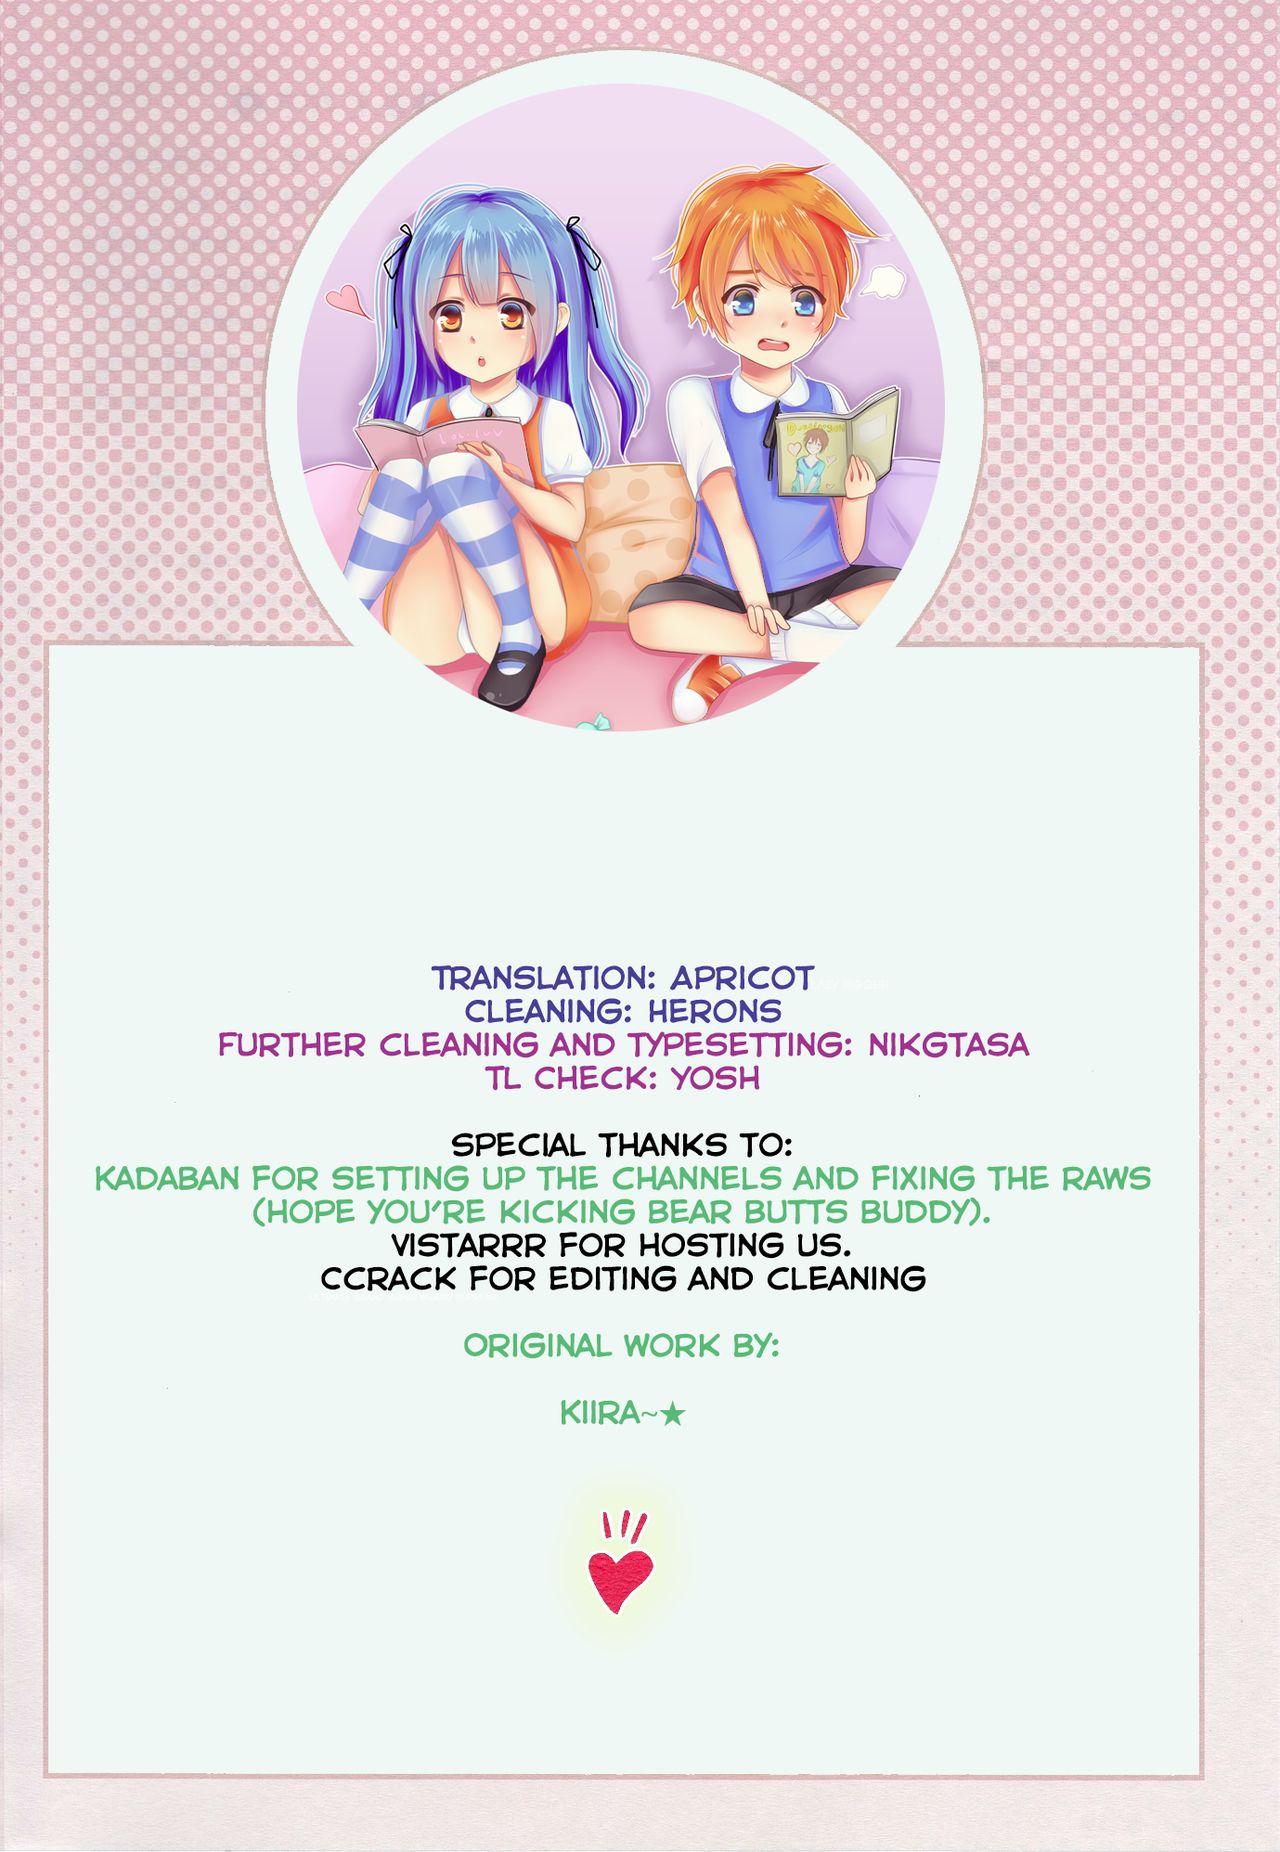 TRANSLATION: APRICOT
CLEANING: HERONS
FURTHER CLEANING AND TYPESETTING: NIKGTASA
TL CHECK: YOSH
SPECIAL THANKS TO:
KADABAN FOR SETTING UP THE CHANNELS AND FIXING THE RAWS
(HOPE YOU'RE KICKING BEAR BUTTS BUDDY).
VISTARRR FOR HOSTING US.
CCRACK FOR EDITING AND CLEANING
ORIGINAL WORK BY:
KIIRA~★